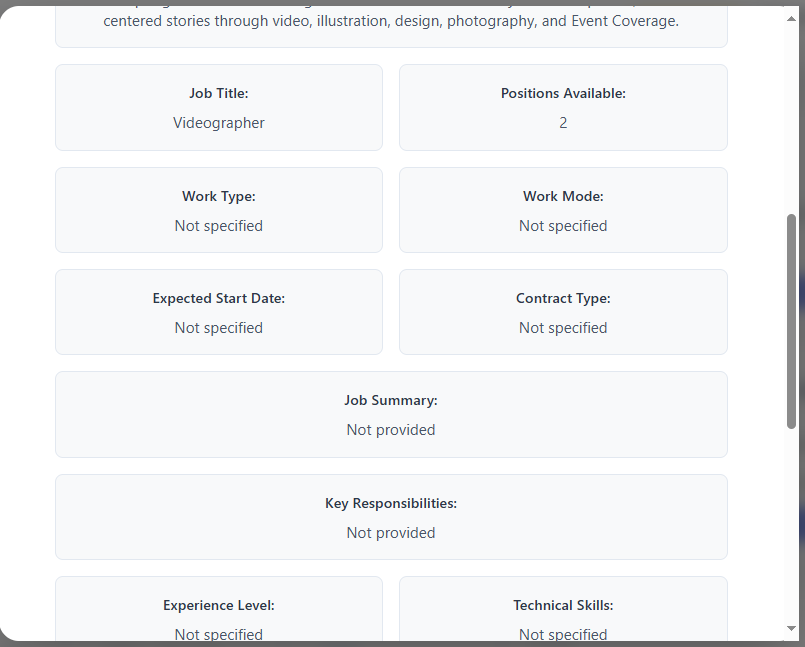 centered stories through video, illustration, design, photography, and Event Coverage.
Job Title:
Videographer
Positions Available:
2
Work Type:
Not specified
Work Mode:
Not specified
Expected Start Date:
Not specified
Contract Type:
Not specified
Job Summary:
Not provided
Key Responsibilities:
Not provided
Experience Level:
Not specified
Technical Skills:
Not specified